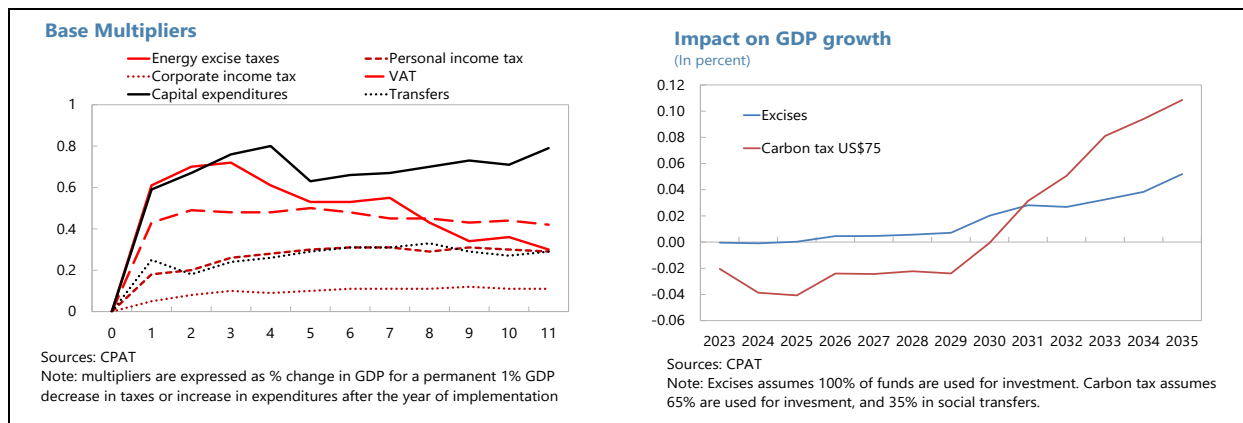 Base Multipliers
Energy excise taxes
Personal income tax
Corporate income tax
VAT
Capital expenditures
Transfers
1
0.8
0.6
0.4
0.2
0
0 1 2 3 4 5 6 7 8 9 10 11
Sources: CPAT
Note: multipliers are expressed as % change in GDP for a permanent 1% GDP
decrease in taxes or increase in expenditures after the year of implementation
Impact on GDP growth
(In percent)
0.12
0.10
0.08
0.06
0.04
0.02
0.00
-0.02
-0.04
-0.06
Excises
Carbon tax US$75
2023 2024 2025 2026 2027 2028 2029 2030 2031 2032 2033 2034 2035
Sources: CPAT
Note: Excises assumes 100% of funds are used for investment. Carbon tax assumes
65% are used for invesment, and 35% in social transfers.